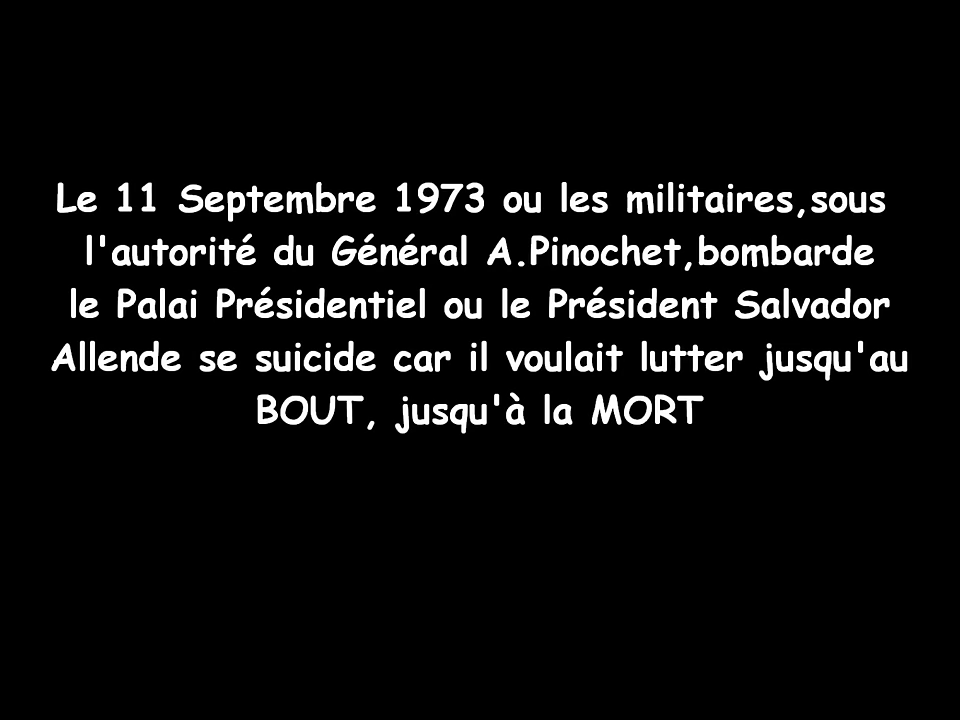 Le 11 Septembre 1973 ou les militaires,sous
l'autorité du Général A.Pinochet,bombarde
le Palai Présidentiel ou le Président Salvador
Allende se suicide car il voulait lutter jusqu'au
BOUT, jusqu'à la MORT